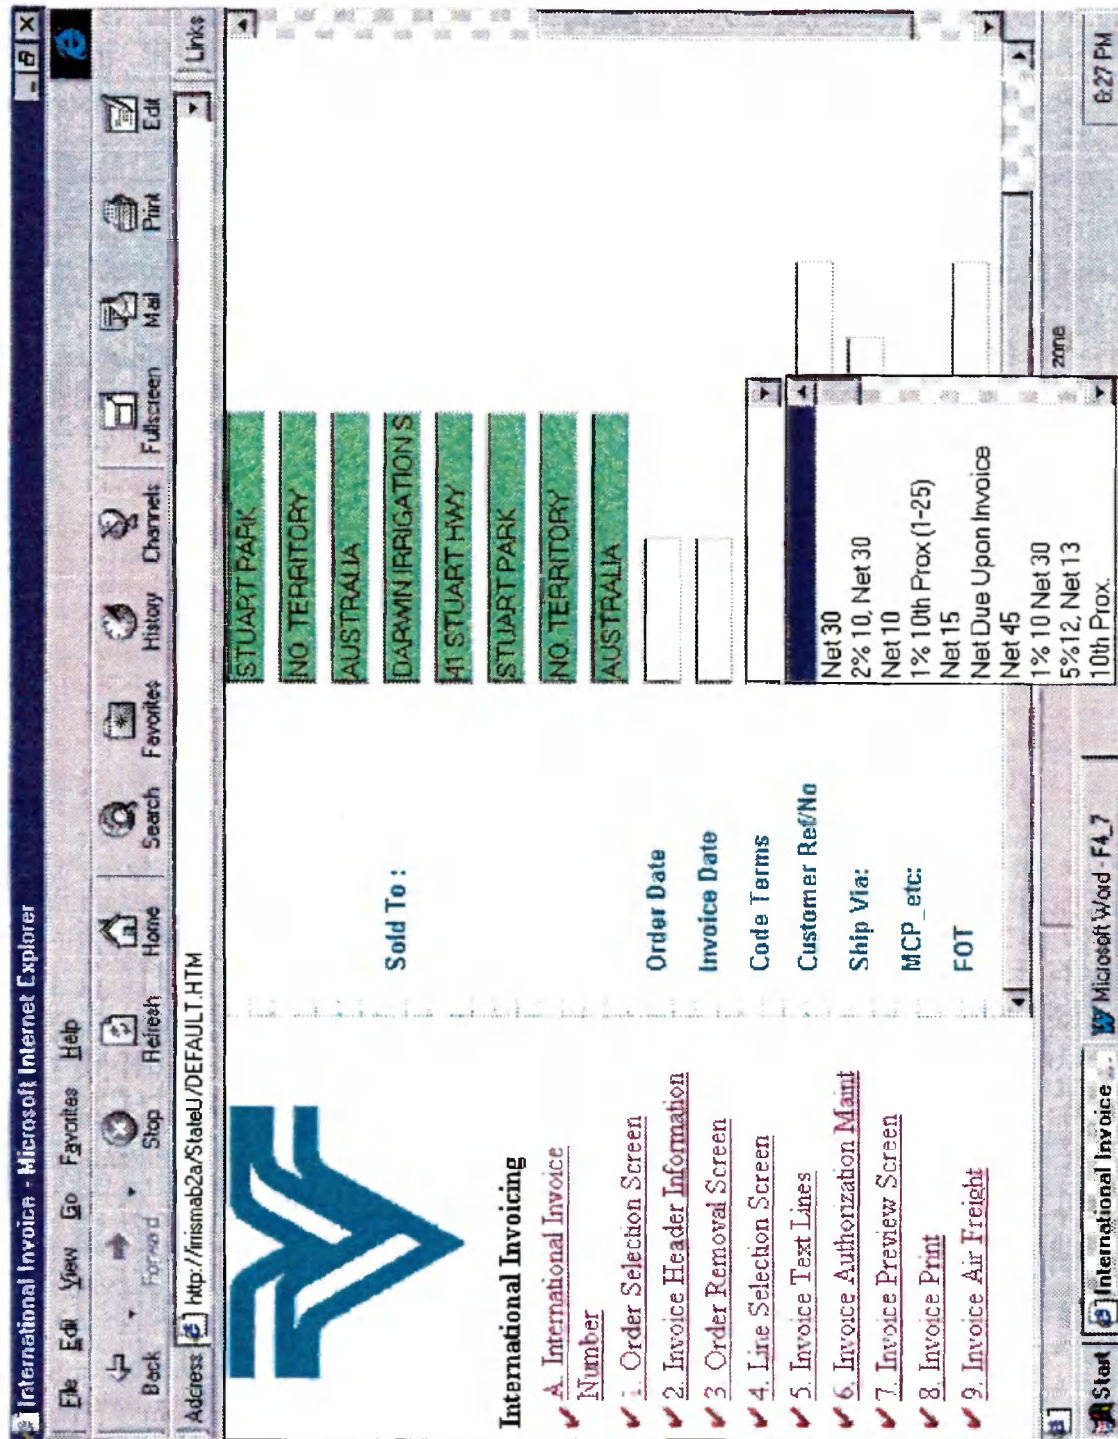 International Invoice - Microsoft Internet Explorer
File Edit View Go Favorites Help
Back Forward Stop Refresh Home Search Favorites History Channels Fullscreen Mail Print Edit
Address http://irismab2a/StateU/DEFAULT.HTM Links
International Invoicing
A. International Invoice
Number
1. Order Selection Screen
2. Invoice Header Information
3. Order Removal Screen
4. Line Selection Screen
5. Invoice Text Lines
6. Invoice Authorization Maint
7. Invoice Preview Screen
8. Invoice Print
9. Invoice Air Freight
STUART PARK
NO. TERRITORY
AUSTRALIA
Sold To : DARMN IRRIGATION S
41 STUART HWY
STUART PARK
NO. TERRITORY
AUSTRALIA
Order Date
Invoice Date
Code Terms
Customer Ref/No
Ship Via:
MCP_etc:
FOT
Net 30
2% 10, Net 30
Net 10
1% 10th Prox (1-25)
Net 15
Net Due Upon Invoice
Net 45
1% 10 Net 30
5%12, Net 13
10th Prox.
zone
Start International Invoice ... Microsoft Word - F4_7 6:27 PM